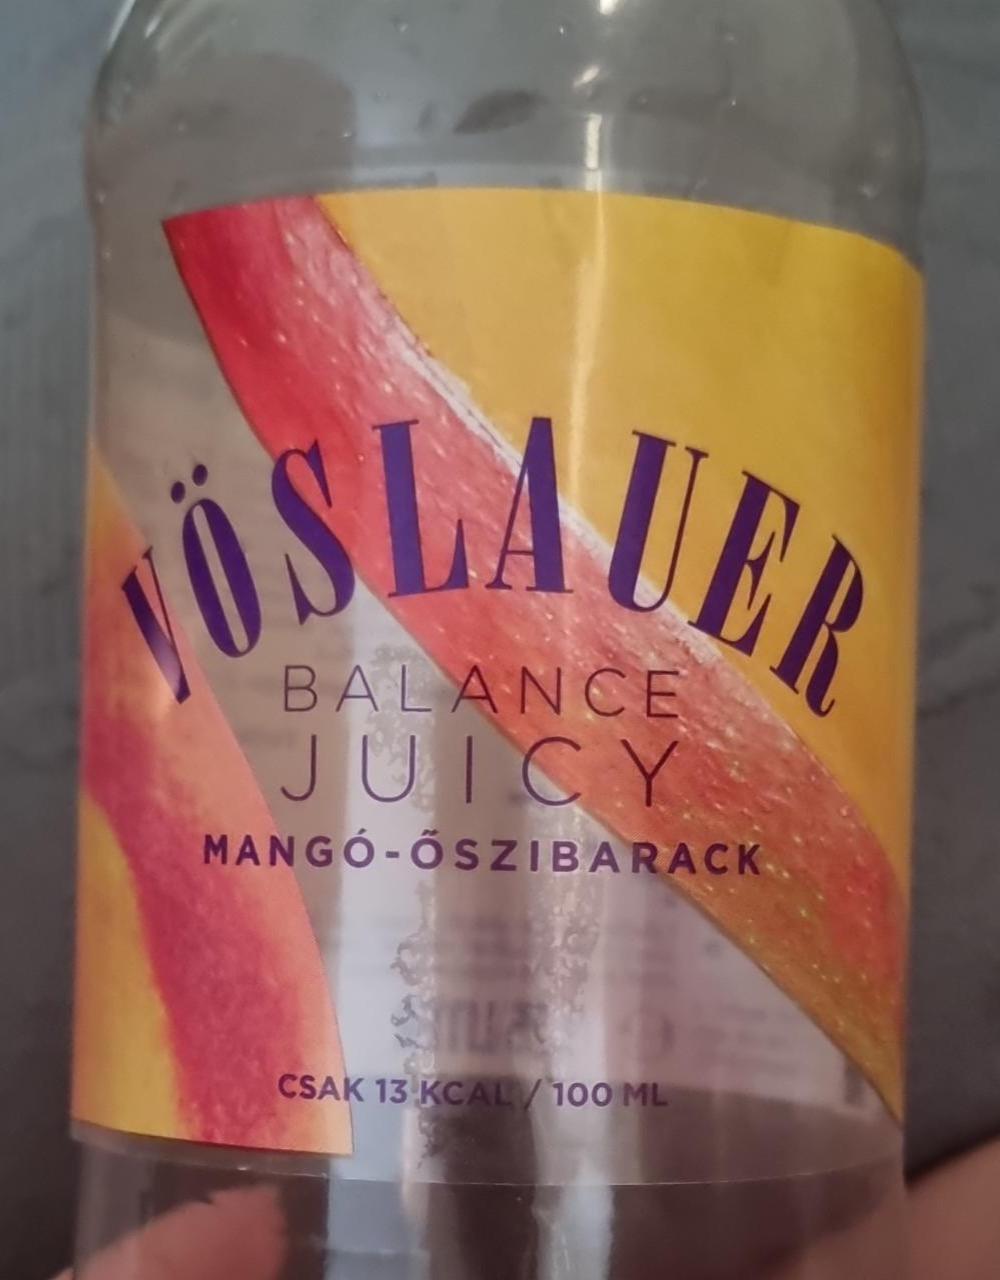 VÖSLAUER
BALANCE
JUICY
MANGÓ-ŐSZIBARACK
CSAK 13 KCAL / 100 ML